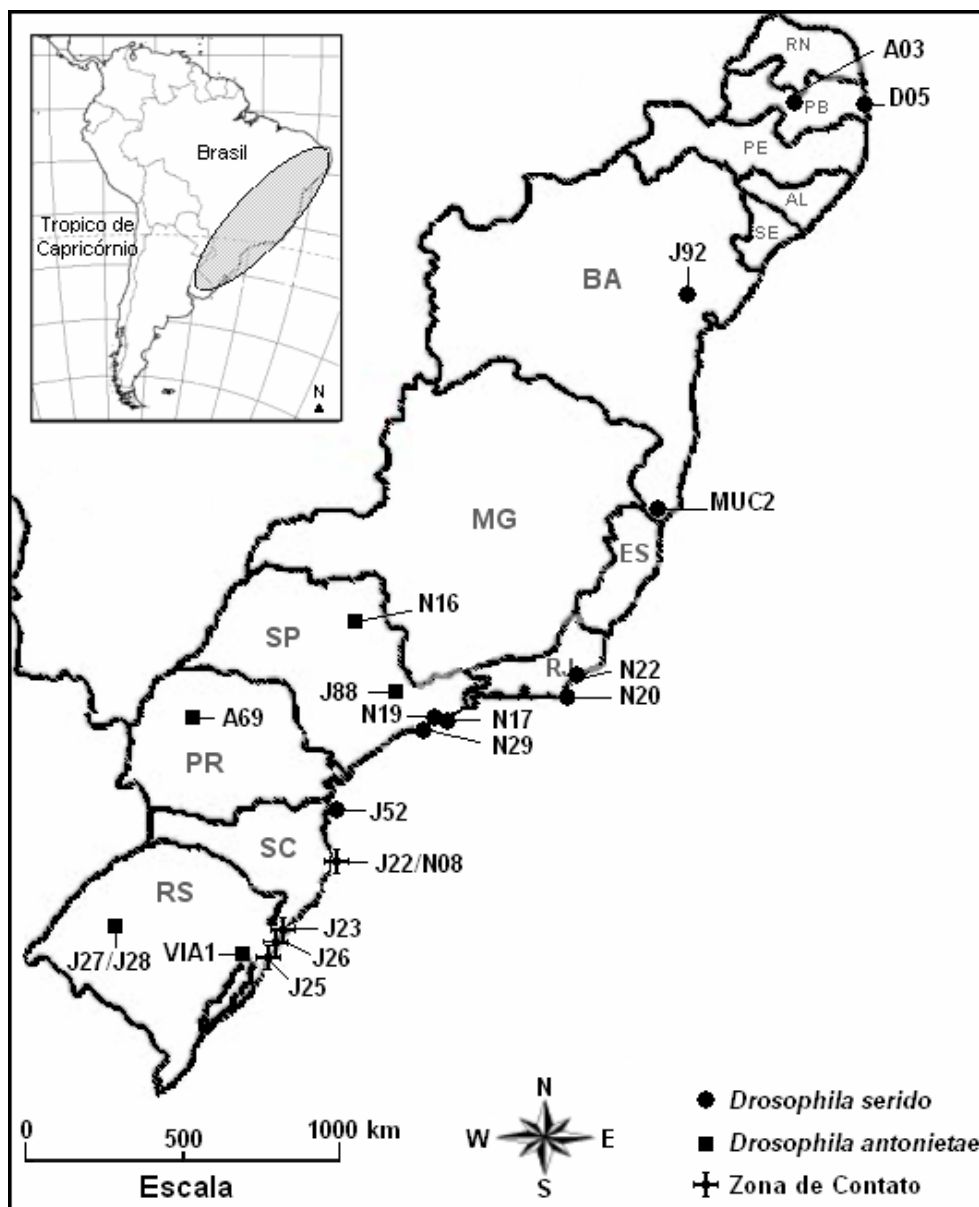 Brasil
Tropico de
Capricórnio
N
RN
A03
PB
D05
PE
AL
SE
J92
BA
MUC2
MG
ES
N16
SP
RJ
N22
J88
N20
N19
N17
A69
N29
PR
J52
SC
J22/N08
RS
J23
J27/J28
VIA1
J26
J25
N
W
E
S
0
500
1000 km
Escala
Drosophila serido
Drosophila antonietae
Zona de Contato